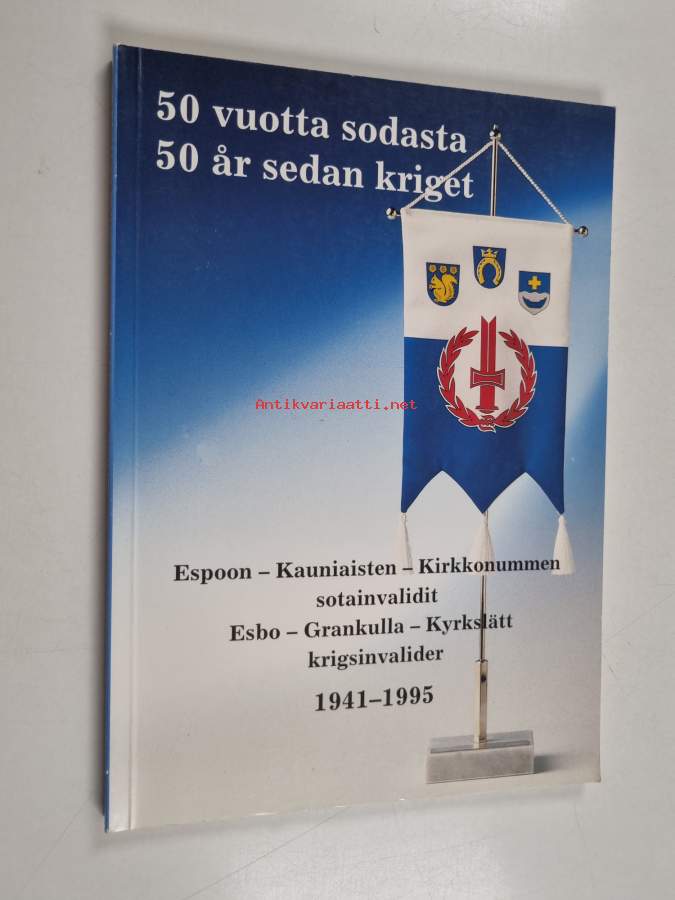 50 vuotta sodasta
50 år sedan kriget
Antikvariaatti.net
Espoon – Kauniaisten – Kirkkonummen
sotainvalidit
Esbo – Grankulla – Kyrkslätt
krigsinvalider
1941–1995